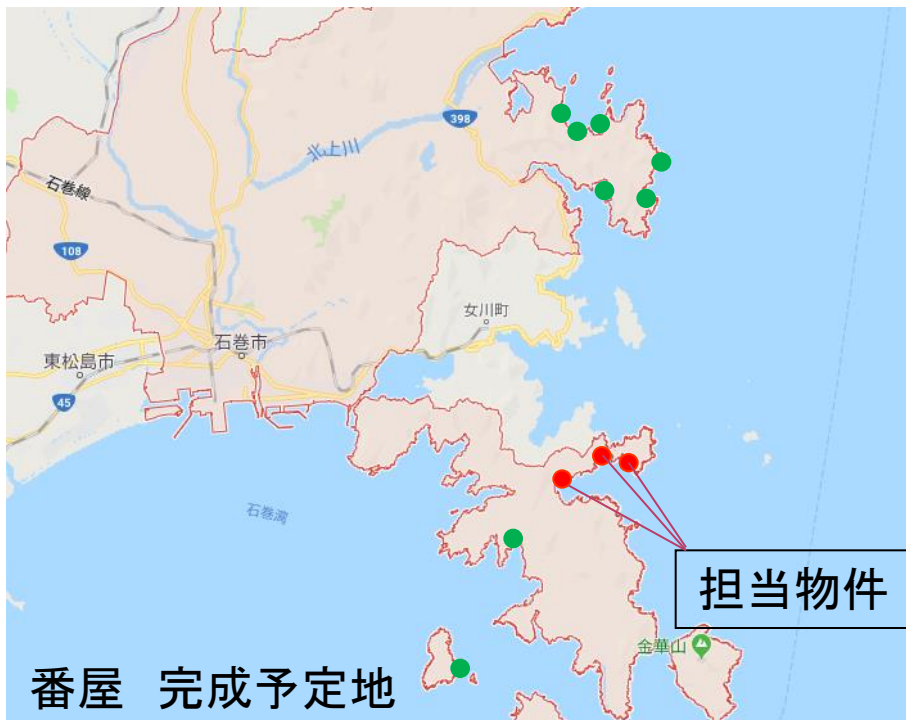 398
北上川
石巻線
108
女川町
石巻市
東松島市
45
石巻湾
担当物件
金華山
番屋　完成予定地